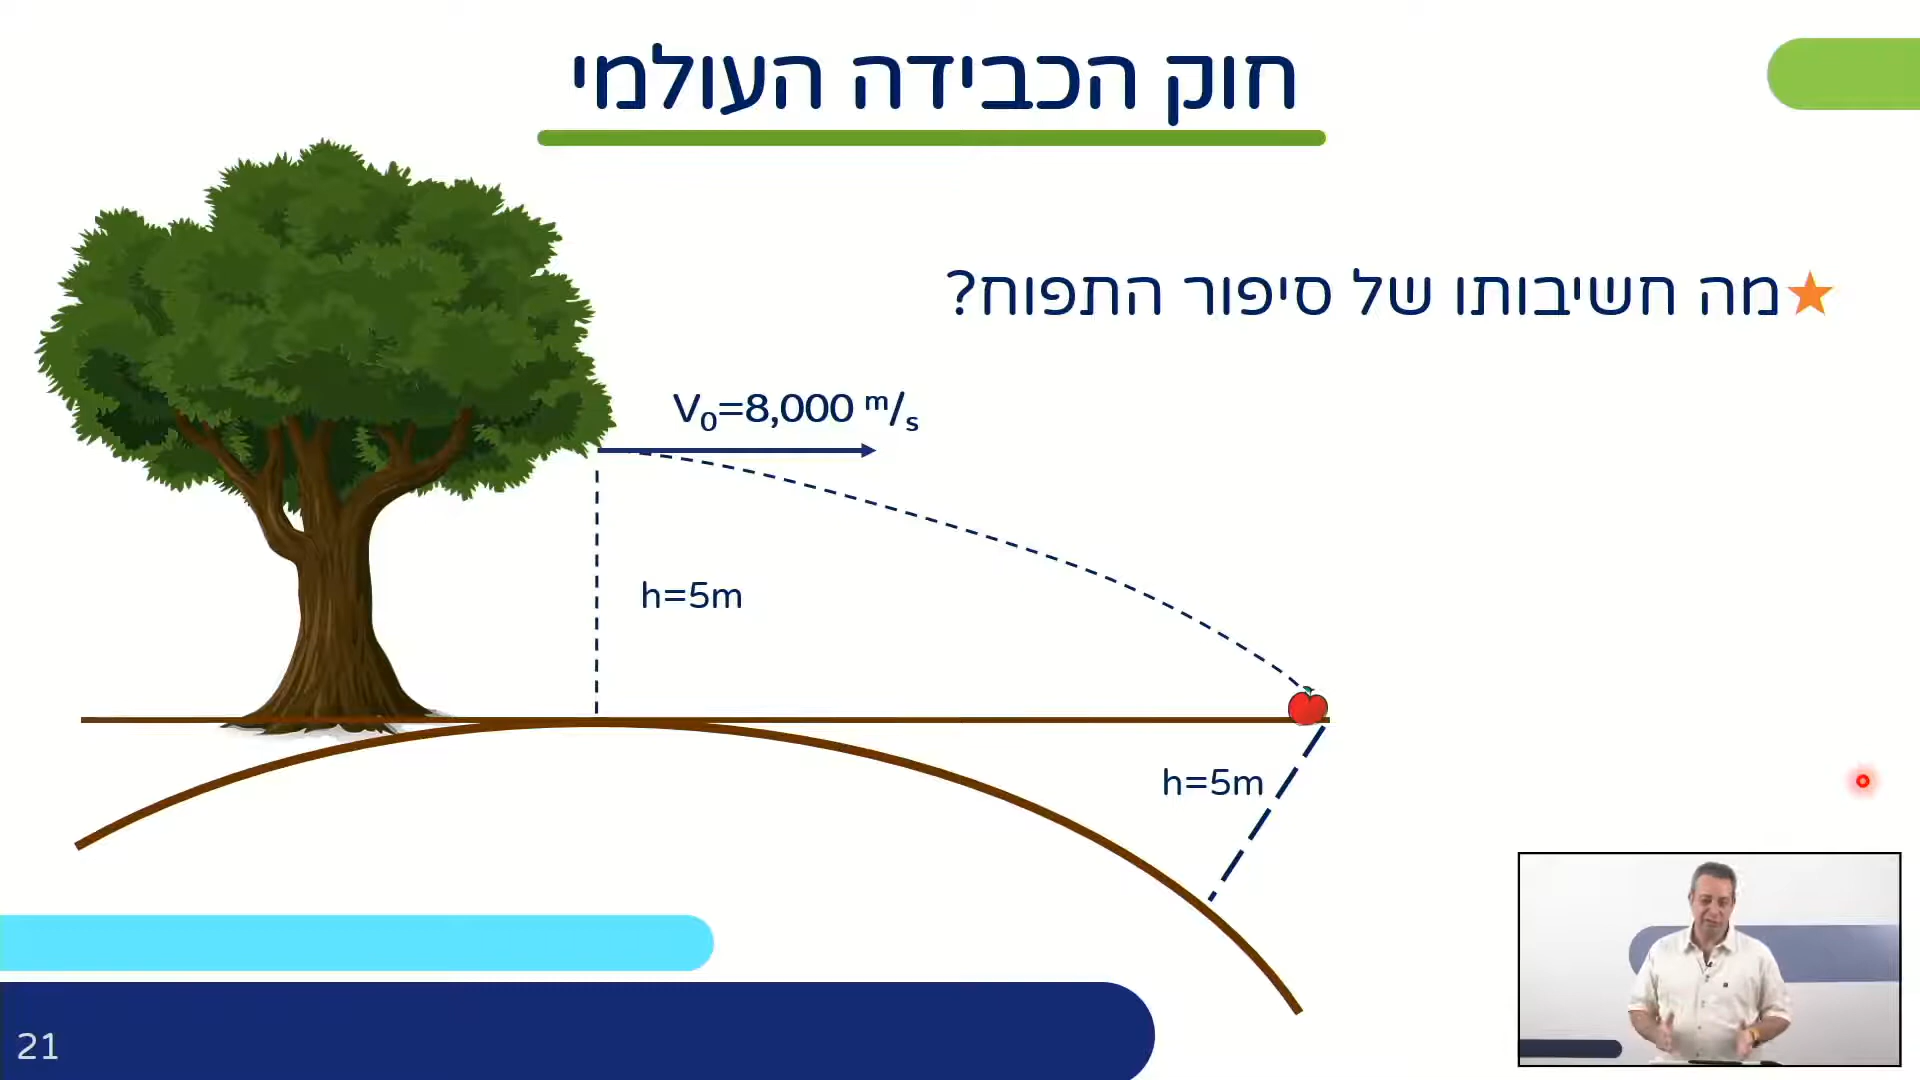 חוק הכבידה העולמי
מה חשיבותו של סיפור התפוח?
V₀=8,000 ᵐ/ₛ
h=5m
h=5m
21